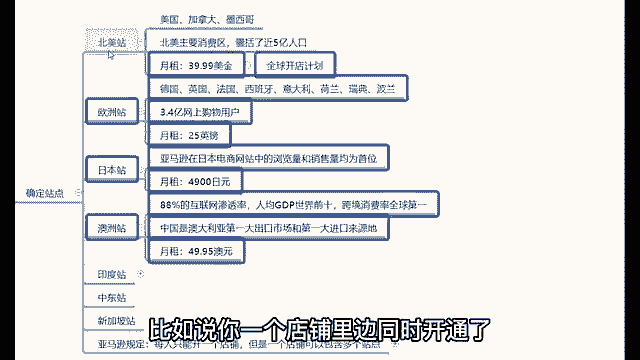 美国、加拿大、墨西哥
北美站
北美主要消费区，囊括了近5亿人口
月租：39.99美金
全球开店计划
德国、英国、法国、西班牙、意大利、荷兰、瑞典、波兰
欧洲站
3.4亿网上购物用户
月租：25英镑
亚马逊在日本电商网站中的浏览量和销售量均为首位
日本站
月租：4900日元
确定站点
88%的互联网渗透率，人均GDP世界前十，跨境消费率全球第一
澳洲站
中国是澳大利亚第一大出口市场和第一大进口来源地
月租：49.95澳元
印度站
中东站
新加坡站
比如说你一个店铺里边同时开通了
亚马逊规定：每人只能开一个店铺，但是一个店铺可以包含多个站点